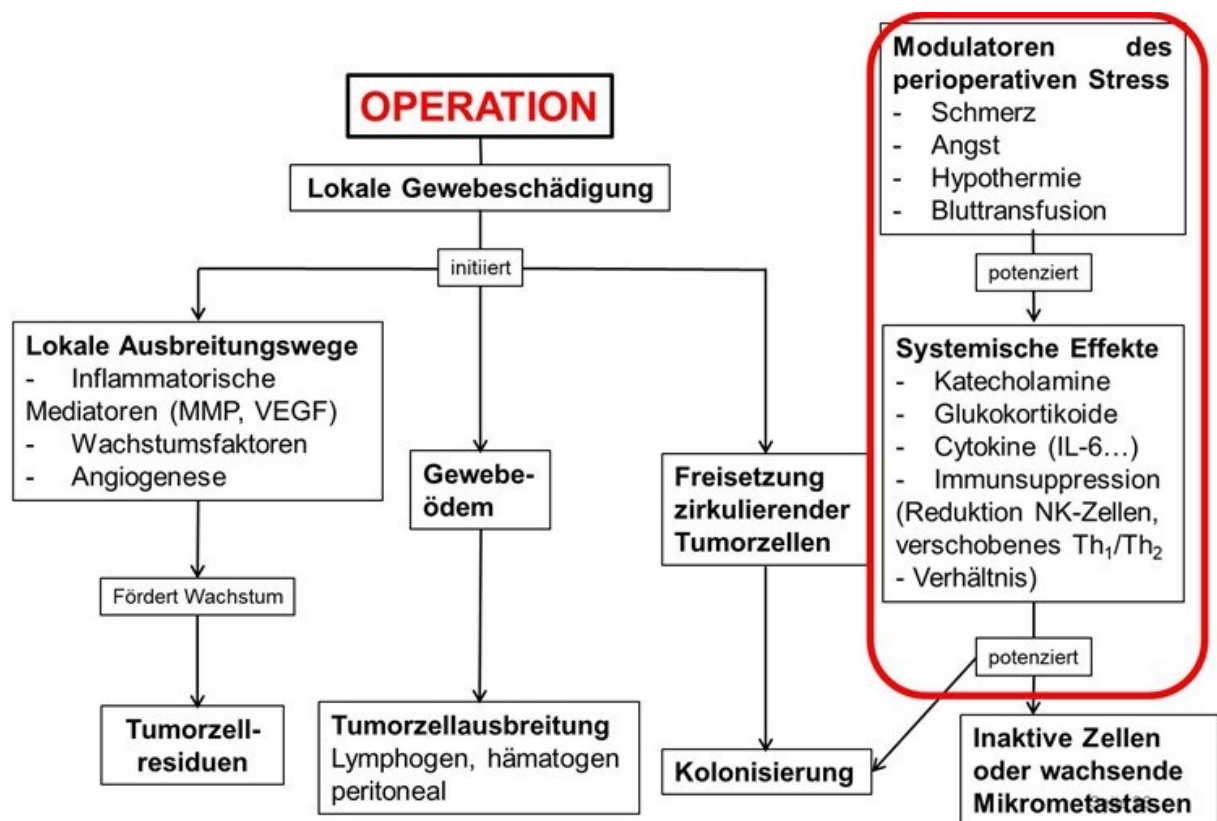 OPERATION
Lokale Gewebeschädigung
initiiert
Lokale Ausbreitungswege
- Inflammatorische
Mediatoren (MMP, VEGF)
- Wachstumsfaktoren
- Angiogenese
Fördert Wachstum
Tumorzell-
residuen
Gewebe-
ödem
Tumorzellausbreitung
Lymphogen, hämatogen
peritoneal
Freisetzung
zirkulierender
Tumorzellen
Kolonisierung
Modulatoren des
perioperativen Stress
- Schmerz
- Angst
- Hypothermie
- Bluttransfusion
potenziert
Systemische Effekte
- Katecholamine
- Glukokortikoide
- Cytokine (IL-6…)
- Immunsuppression
(Reduktion NK-Zellen,
verschobenes Th₁/Th₂
- Verhältnis)
potenziert
Inaktive Zellen
oder wachsende
Mikrometastasen